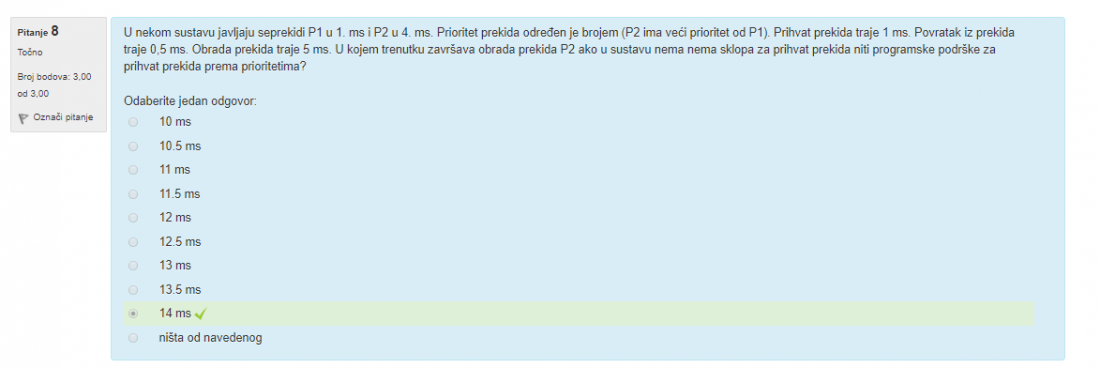 Pitanje 8
Točno
Broj bodova: 3,00
od 3,00
Označi pitanje
U nekom sustavu javljaju seprekidi P1 u 1. ms i P2 u 4. ms. Prioritet prekida određen je brojem (P2 ima veći prioritet od P1). Prihvat prekida traje 1 ms. Povratak iz prekida
traje 0,5 ms. Obrada prekida traje 5 ms. U kojem trenutku završava obrada prekida P2 ako u sustavu nema nema sklopa za prihvat prekida niti programske podrške za
prihvat prekida prema prioritetima?
Odaberite jedan odgovor:
10 ms
10.5 ms
11 ms
11.5 ms
12 ms
12.5 ms
13 ms
13.5 ms
14 ms
ništa od navedenog